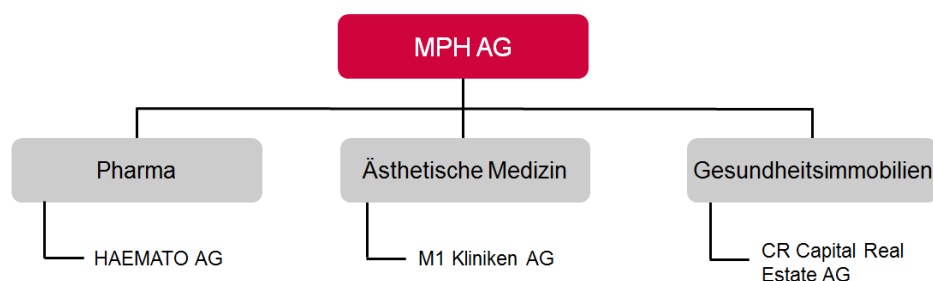 MPH AG
Pharma
Ästhetische Medizin
Gesundheitsimmobilien
HAEMATO AG
M1 Kliniken AG
CR Capital Real
Estate AG